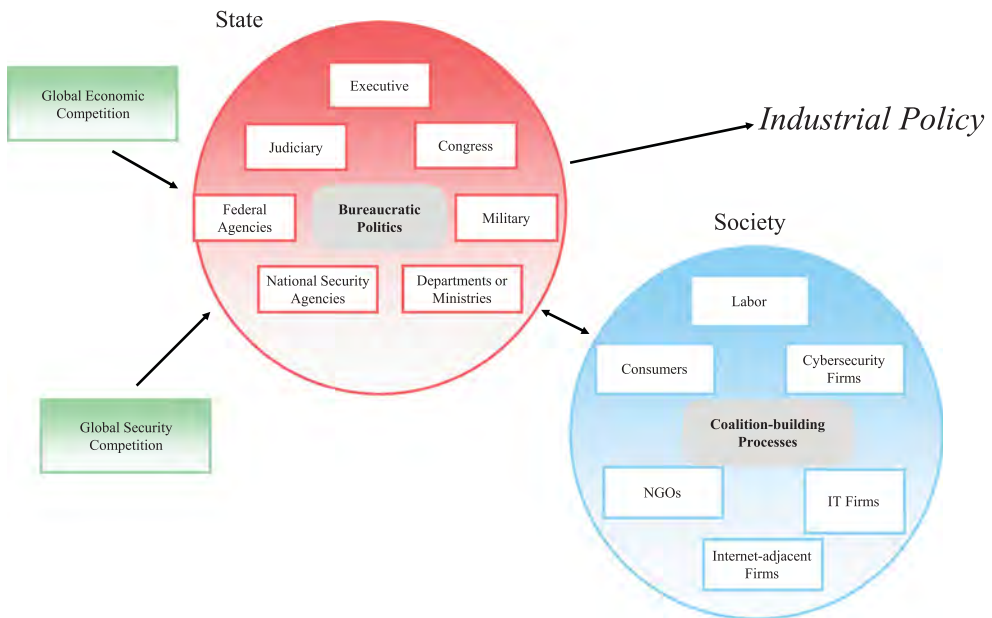 State
Global Economic
Competition
Executive
Judiciary
Congress
Industrial Policy
Federal
Agencies
Bureaucratic
Politics
Military
National Security
Agencies
Departments or
Ministries
Global Security
Competition
Society
Labor
Consumers
Cybersecurity
Firms
Coalition-building
Processes
NGOs
IT Firms
Internet-adjacent
Firms